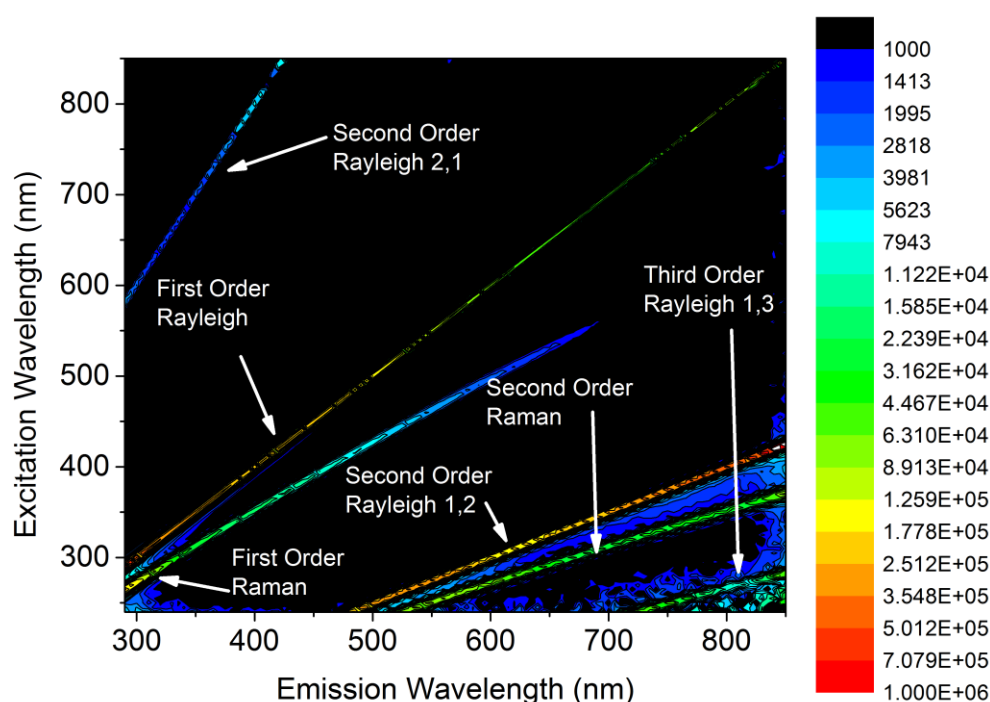 Second Order
Rayleigh 2,1
First Order
Rayleigh
Third Order
Rayleigh 1,3
Second Order
Raman
Second Order
Rayleigh 1,2
First Order
Raman
Excitation Wavelength (nm)
800
700
600
500
400
300
300 400 500 600 700 800
Emission Wavelength (nm)
1000
1413
1995
2818
3981
5623
7943
1.122E+04
1.585E+04
2.239E+04
3.162E+04
4.467E+04
6.310E+04
8.913E+04
1.259E+05
1.778E+05
2.512E+05
3.548E+05
5.012E+05
7.079E+05
1.000E+06